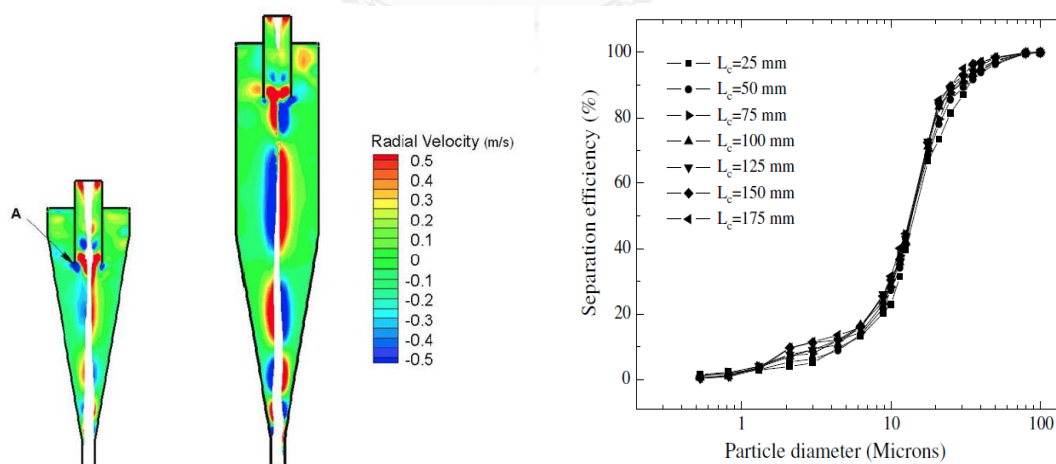 A
Radial Velocity (m/s)
0.5
0.4
0.3
0.2
0.1
0
-0.1
-0.2
-0.3
-0.4
-0.5
Separation efficiency (%)
100
80
60
40
20
0
L_c=25 mm
L_c=50 mm
L_c=75 mm
L_c=100 mm
L_c=125 mm
L_c=150 mm
L_c=175 mm
1 10 100
Particle diameter (Microns)